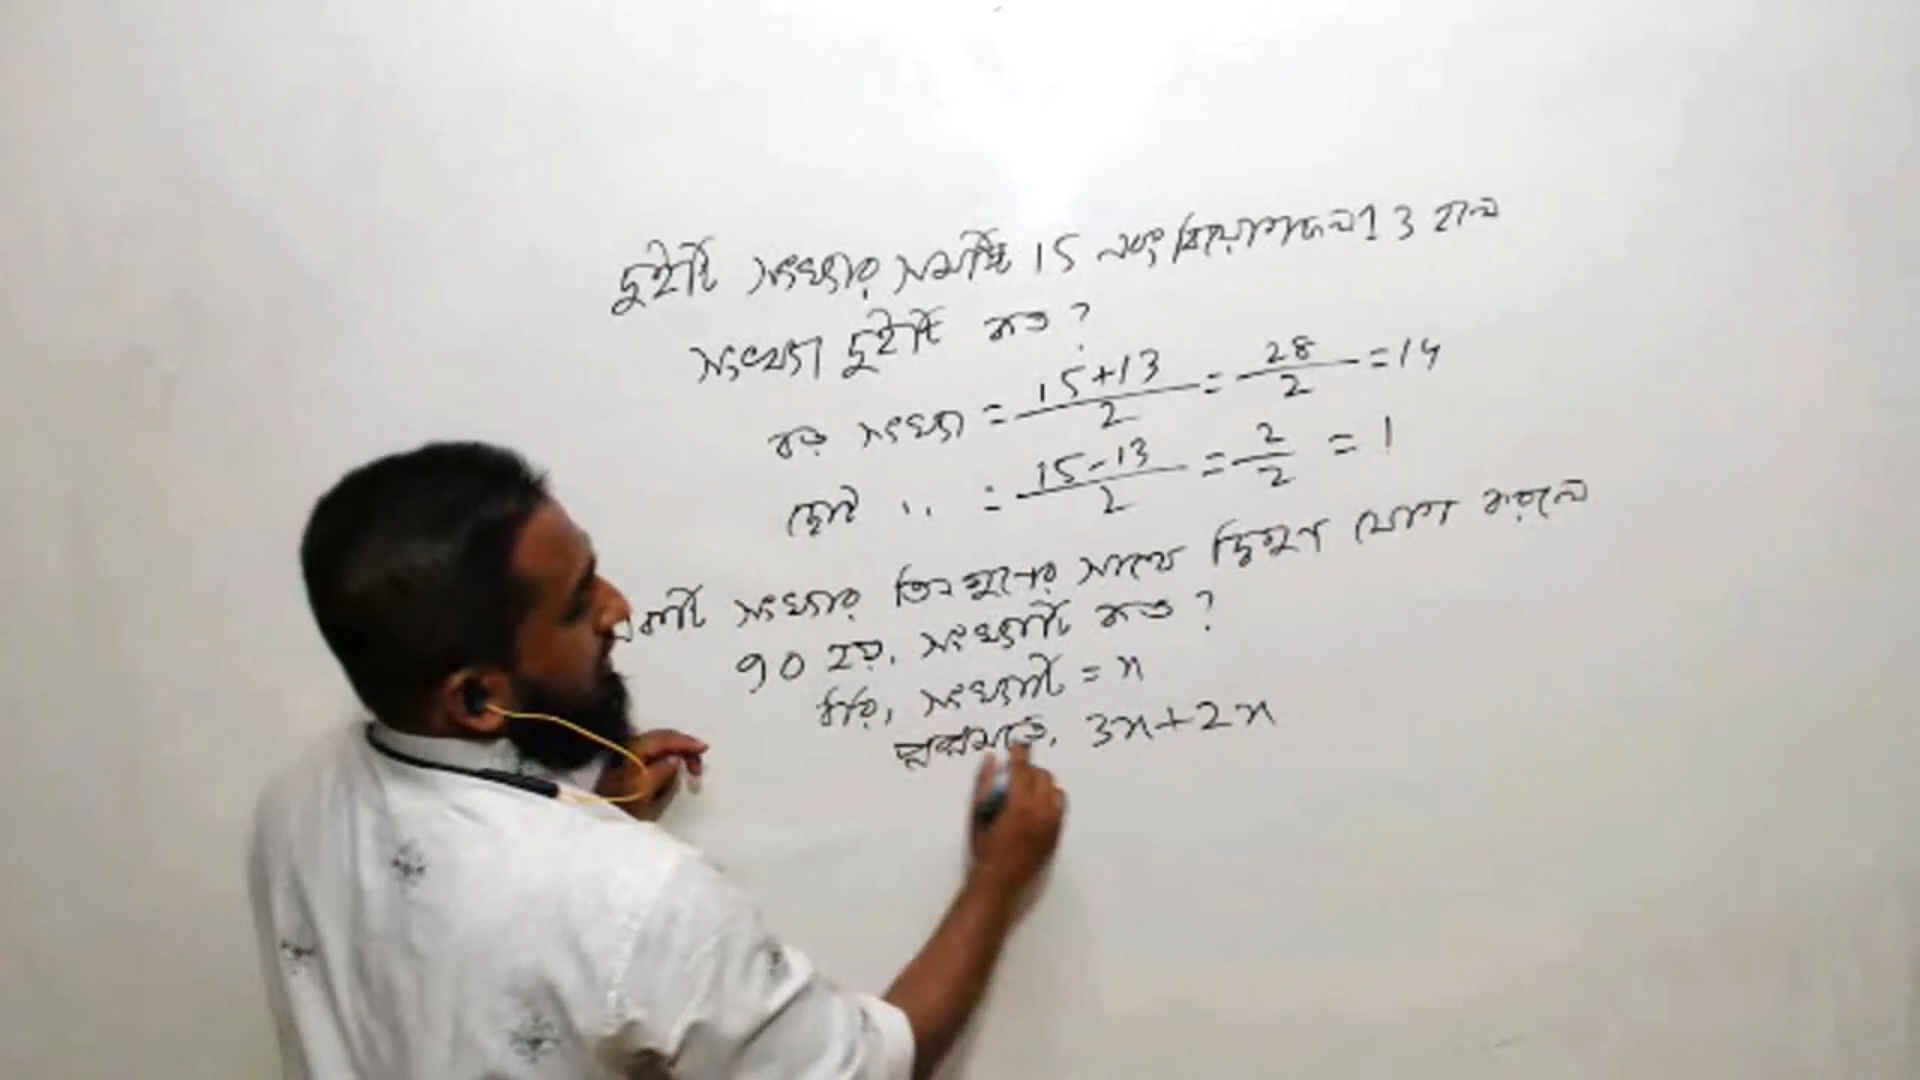 দুইটি সংখ্যার সমষ্টি 15 এবং বিয়োগফল 13 হলে
সংখ্যা দুইটি কত?
বড় সংখ্যা = 15+13/2 = 28/2 = 14
ছোট ,, = 15-13/2 = 2/2 = 1
একটি সংখ্যার তিনগুণের সাথে দ্বিগুণ যোগ করলে
90 হয়, সংখ্যাটি কত?
ধরি, সংখ্যাটি = x
প্রশ্নমতে, 3x+2x